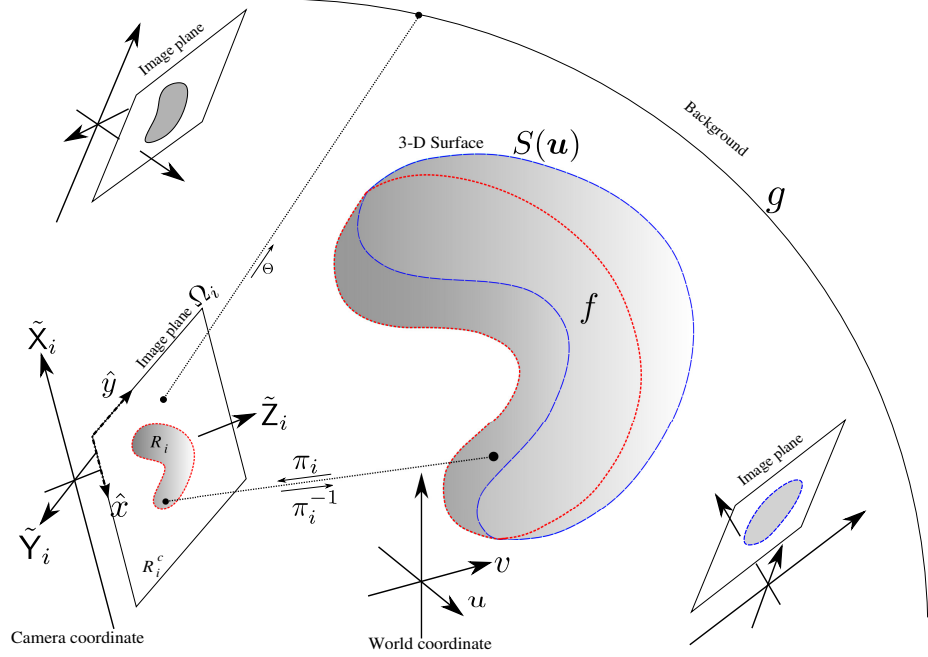 Image plane
Background
3-D Surface
S(u)
g
Θ
f
Image plane Ω_i
X̃_i
ŷ
Z̃_i
R_i
π_i
π_i^{-1}
x̂
Ỹ_i
R_i^c
v
u
Image plane
Camera coordinate
World coordinate